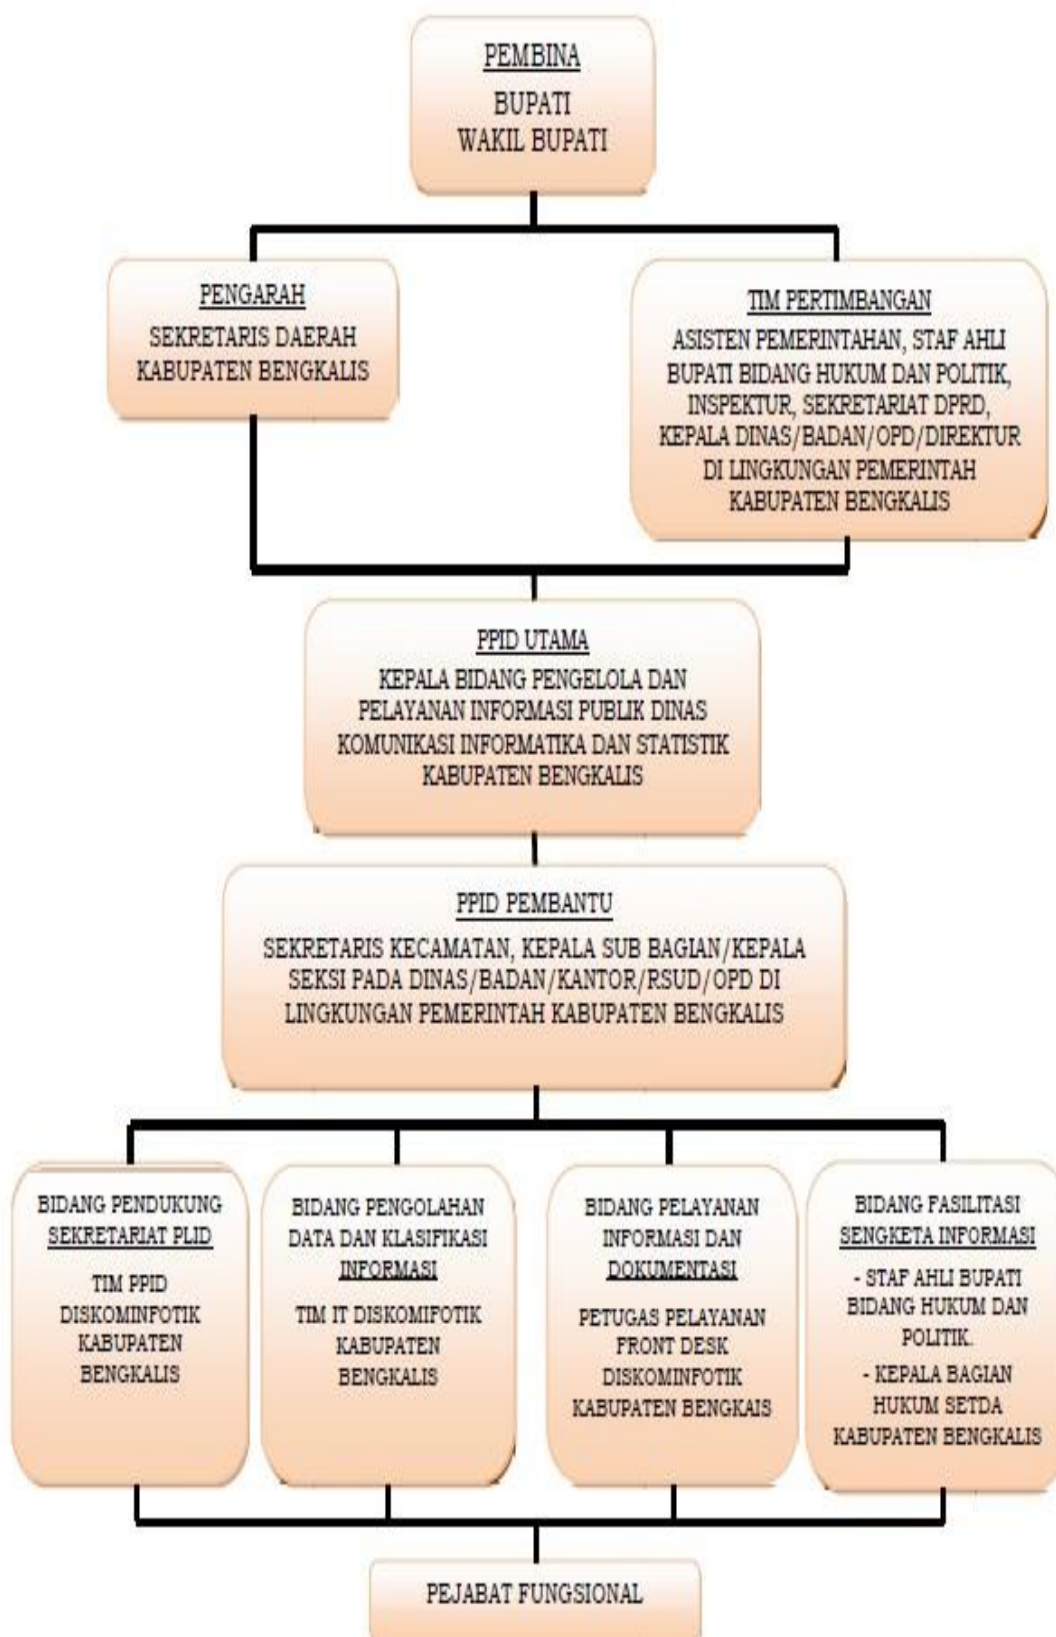 PEMBINA
BUPATI
WAKIL BUPATI
PENGARAH
SEKRETARIS DAERAH
KABUPATEN BENGKALIS
TIM PERTIMBANGAN
ASISTEN PEMERINTAHAN, STAF AHLI
BUPATI BIDANG HUKUM DAN POLITIK,
INSPEKTUR, SEKRETARIAT DPRD,
KEPALA DINAS/BADAN/OPD/DIREKTUR
DI LINGKUNGAN PEMERINTAH
KABUPATEN BENGKALIS
PPID UTAMA
KEPALA BIDANG PENGELOLA DAN
PELAYANAN INFORMASI PUBLIK DINAS
KOMUNIKASI INFORMATIKA DAN STATISTIK
KABUPATEN BENGKALIS
PPID PEMBANTU
SEKRETARIS KECAMATAN, KEPALA SUB BAGIAN/KEPALA
SEKSI PADA DINAS/BADAN/KANTOR/RSUD/OPD DI
LINGKUNGAN PEMERINTAH KABUPATEN BENGKALIS
BIDANG PENDUKUNG
SEKRETARIAT PLID
TIM PPID
DISKOMINFOTIK
KABUPATEN
BENGKALIS
BIDANG PENGOLAHAN
DATA DAN KLASIFIKASI
INFORMASI
TIM IT DISKOMIFOTIK
KABUPATEN
BENGKALIS
BIDANG PELAYANAN
INFORMASI DAN
DOKUMENTASI
PETUGAS PELAYANAN
FRONT DESK
DISKOMINFOTIK
KABUPATEN BENGKAIS
BIDANG FASILITASI
SENGKETA INFORMASI
- STAF AHLI BUPATI
BIDANG HUKUM DAN
POLITIK.
- KEPALA BAGIAN
HUKUM SETDA
KABUPATEN BENGKALIS
PEJABAT FUNGSIONAL